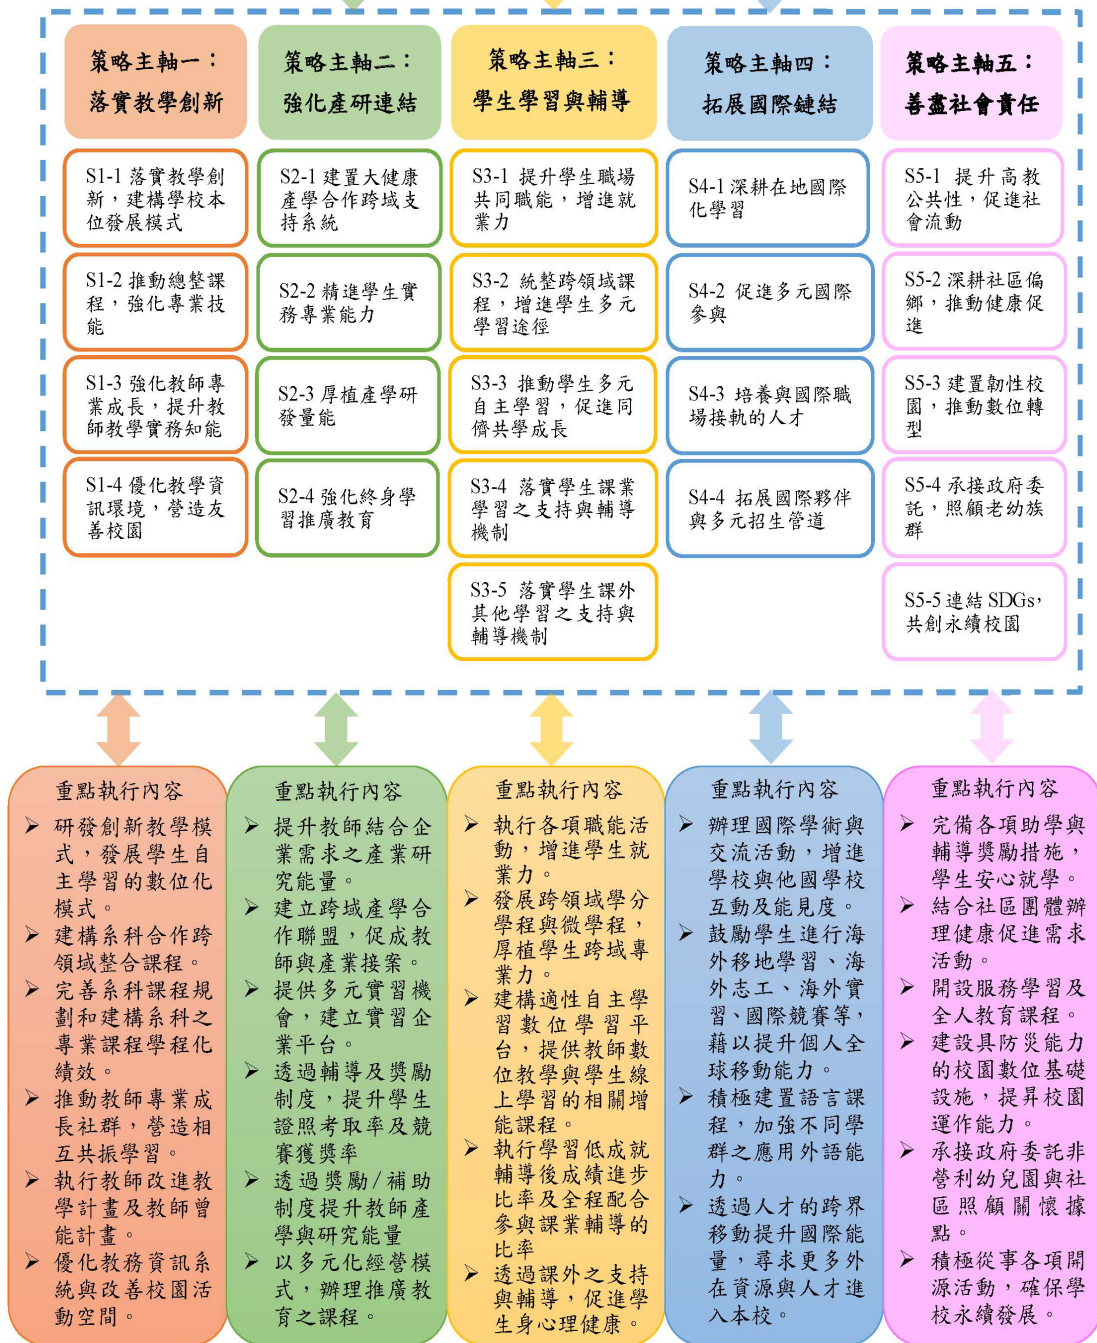 策略主軸一：
落實教學創新
S1-1 落實教學創
新，建構學校本
位發展模式
S1-2 推動總整課
程，強化專業技
能
S1-3 強化教師專
業成長，提升教
師教學實務知能
S1-4 優化教學資
訊環境，營造友
善校園
策略主軸二：
強化產研連結
S2-1 建置大健康
產學合作跨域支
持系統
S2-2 精進學生實
務專業能力
S2-3 厚植產學研
發量能
S2-4 強化終身學
習推廣教育
策略主軸三：
學生學習與輔導
S3-1 提升學生職場
共同職能，增進就
業力
S3-2 統整跨領域課
程，增進學生多元
學習途徑
S3-3 推動學生多元
自主學習，促進同
儕共學成長
S3-4 落實學生課業
學習之支持與輔導
機制
S3-5 落實學生課外
其他學習之支持與
輔導機制
策略主軸四：
拓展國際鏈結
S4-1 深耕在地國際
化學習
S4-2 促進多元國際
參與
S4-3 培養與國際職
場接軌的人才
S4-4 拓展國際夥伴
與多元招生管道
策略主軸五：
善盡社會責任
S5-1 提升高教
公共性，促進社
會流動
S5-2 深耕社區偏
鄉，推動健康促
進
S5-3 建置韌性校
園，推動數位轉
型
S5-4 承接政府委
託，照顧老幼族
群
S5-5 連結 SDGs，
共創永續校園
重點執行內容
➢ 研發創新教學模
式，發展學生自
主學習的數位化
模式。
➢ 建構系科合作跨
領域整合課程。
➢ 完善系科課程規
劃和建構系科之
專業課程學程化
績效。
➢ 推動教師專業成
長社群，營造相
互共振學習。
➢ 執行教師改進教
學計畫及教師曾
能計畫。
➢ 優化教務資訊系
統與改善校園活
動空間。
重點執行內容
➢ 提升教師結合企
業需求之產業研
究能量。
➢ 建立跨域產學合
作聯盟，促成教
師與產業接案。
➢ 提供多元實習機
會，建立實習企
業平台。
➢ 透過輔導及獎勵
制度，提升學生
證照考取率及競
賽獲獎率
➢ 透過獎勵/補助
制度提升教師產
學與研究能量
➢ 以多元化經營模
式，辦理推廣教
育之課程。
重點執行內容
➢ 執行各項職能活
動，增進學生就
業力。
➢ 發展跨領域學分
學程與微學程，
厚植學生跨域專
業力。
➢ 建構適性自主學
習數位學習平
台，提供教師數
位教學與學生線
上學習的相關增
能課程。
➢ 執行學習低成就
輔導後成績進步
比率及全程配合
參與課業輔導的
比率
➢ 透過課外之支持
與輔導，促進學
生身心理健康。
重點執行內容
➢ 辦理國際學術與
交流活動，增進
學校與他國學校
互動及能見度。
➢ 鼓勵學生進行海
外移地學習、海
外志工、海外實
習、國際競賽等，
藉以提升個人全
球移動能力。
➢ 積極建置語言課
程，加強不同學
群之應用外語能
力。
➢ 透過人才的跨界
移動提升國際能
量，尋求更多外
在資源與人才進
入本校。
重點執行內容
➢ 完備各項助學與
輔導獎勵措施，
學生安心就學。
➢ 結合社區團體辦
理健康促進需求
活動。
➢ 開設服務學習及
全人教育課程。
➢ 建設具防災能力
的校園數位基礎
設施，提昇校園
運作能力。
➢ 承接政府委託非
營利幼兒園與社
區照顧關懷據
點。
➢ 積極從事各項開
源活動，確保學
校永續發展。